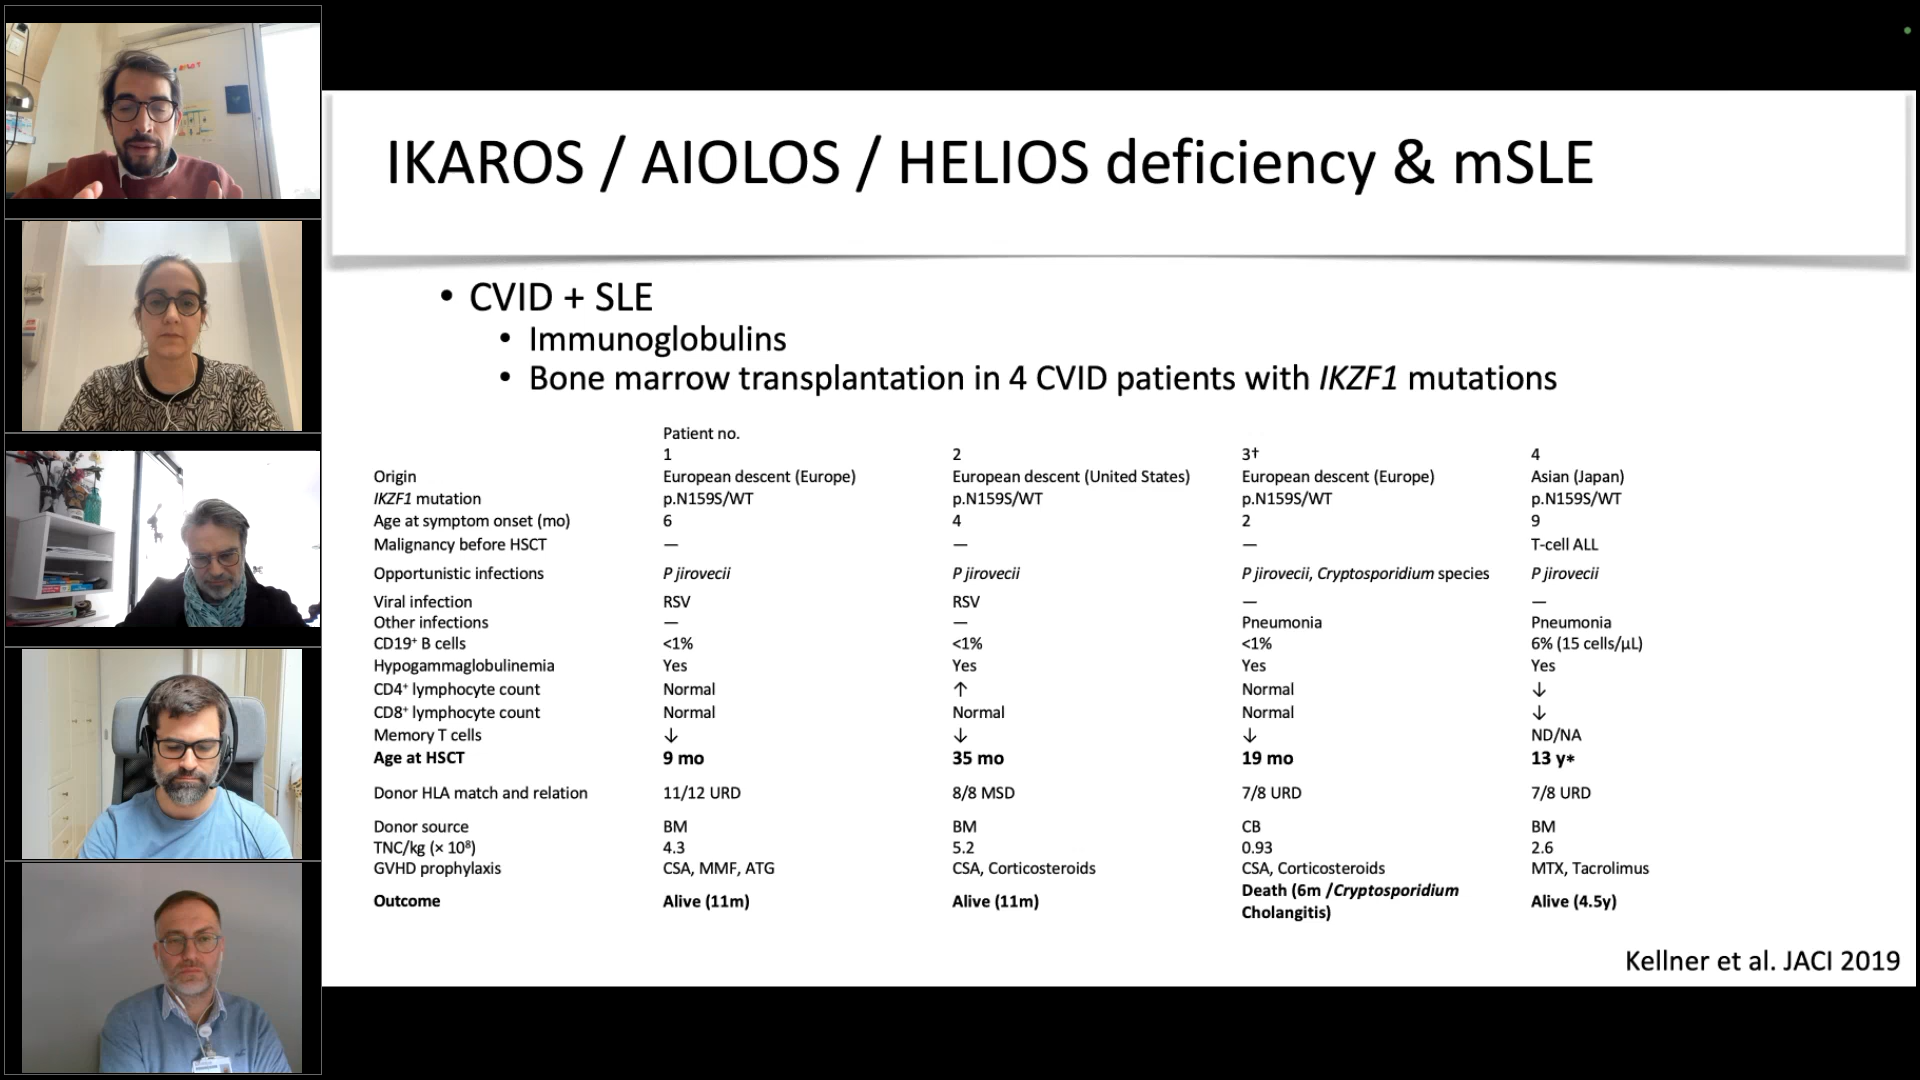 IKAROS / AIOLOS / HELIOS deficiency & mSLE
• CVID + SLE
• Immunoglobulins
• Bone marrow transplantation in 4 CVID patients with IKZF1 mutations
Patient no.
1 2 3† 4
Origin European descent (Europe) European descent (United States) European descent (Europe) Asian (Japan)
IKZF1 mutation p.N159S/WT p.N159S/WT p.N159S/WT p.N159S/WT
Age at symptom onset (mo) 6 4 2 9
Malignancy before HSCT — — — T-cell ALL
Opportunistic infections P jirovecii P jirovecii P jirovecii, Cryptosporidium species P jirovecii
Viral infection RSV RSV — —
Other infections — — Pneumonia Pneumonia
CD19⁺ B cells <1% <1% <1% 6% (15 cells/μL)
Hypogammaglobulinemia Yes Yes Yes Yes
CD4⁺ lymphocyte count Normal ↑ Normal ↓
CD8⁺ lymphocyte count Normal Normal Normal ↓
Memory T cells ↓ ↓ ↓ ND/NA
Age at HSCT 9 mo 35 mo 19 mo 13 y*
Donor HLA match and relation 11/12 URD 8/8 MSD 7/8 URD 7/8 URD
Donor source BM BM CB BM
TNC/kg (× 10⁸) 4.3 5.2 0.93 2.6
GVHD prophylaxis CSA, MMF, ATG CSA, Corticosteroids CSA, Corticosteroids MTX, Tacrolimus
Outcome Alive (11m) Alive (11m) Death (6m /Cryptosporidium Cholangitis) Alive (4.5y)
Kellner et al. JACI 2019